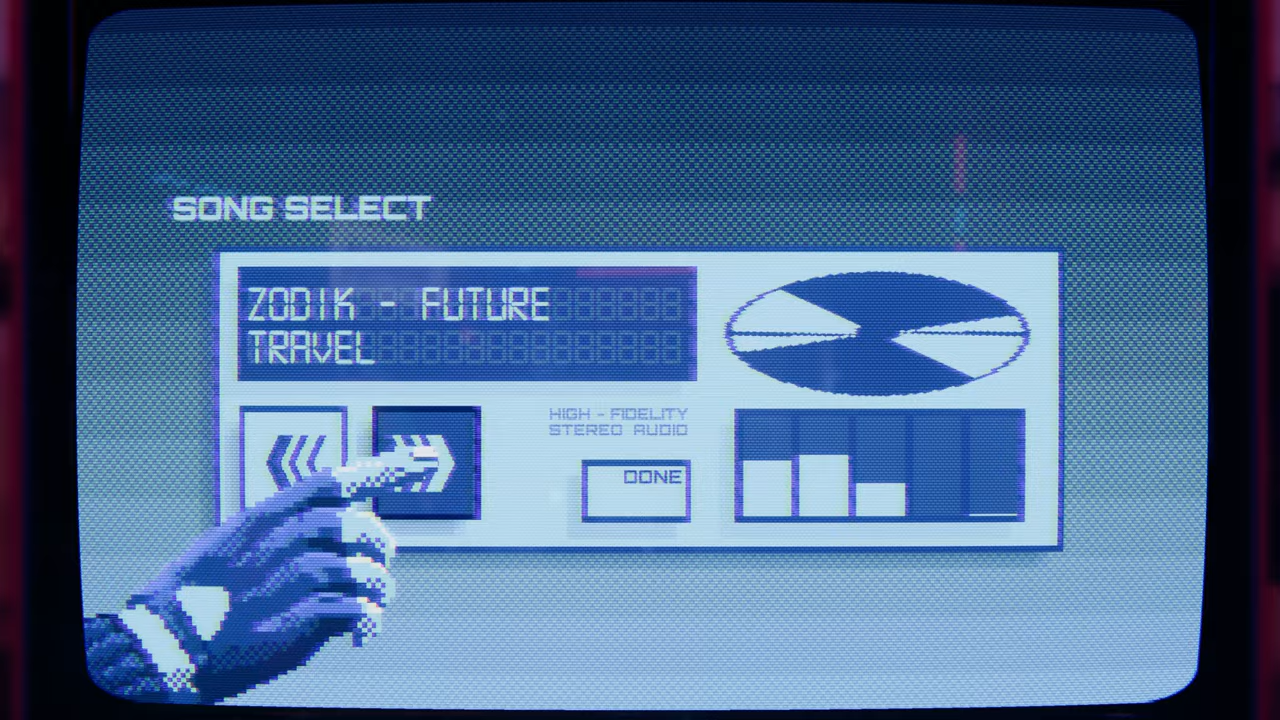 SONG SELECT
ZODIK - FUTURE
TRAVEL
HIGH - FIDELITY
STEREO AUDIO
DONE